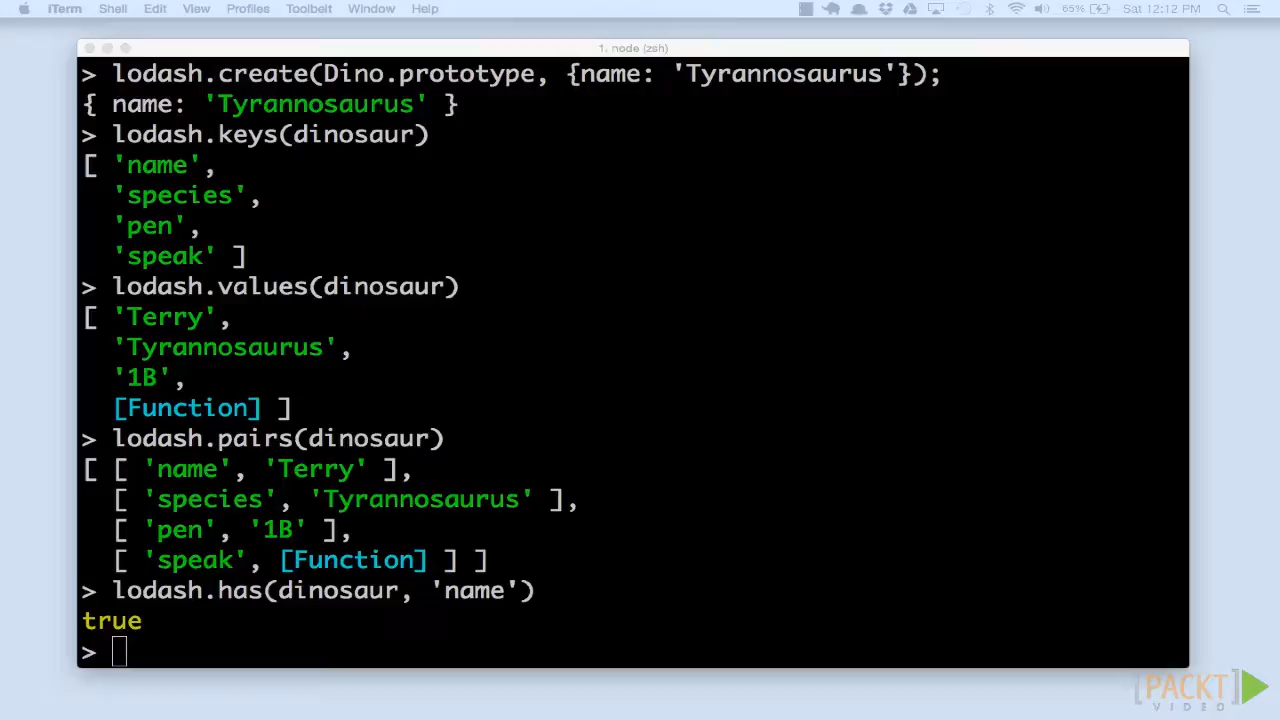 iTerm Shell Edit View Profiles Toolbelt Window Help 65% Sat 12:12 PM
1. node (zsh)
> lodash.create(Dino.prototype, {name: 'Tyrannosaurus'});
{ name: 'Tyrannosaurus' }
> lodash.keys(dinosaur)
[ 'name',
'species',
'pen',
'speak' ]
> lodash.values(dinosaur)
[ 'Terry',
'Tyrannosaurus',
'1B',
[Function] ]
> lodash.pairs(dinosaur)
[ [ 'name', 'Terry' ],
[ 'species', 'Tyrannosaurus' ],
[ 'pen', '1B' ],
[ 'speak', [Function] ] ]
> lodash.has(dinosaur, 'name')
true
>
[PACKT]
VIDEO